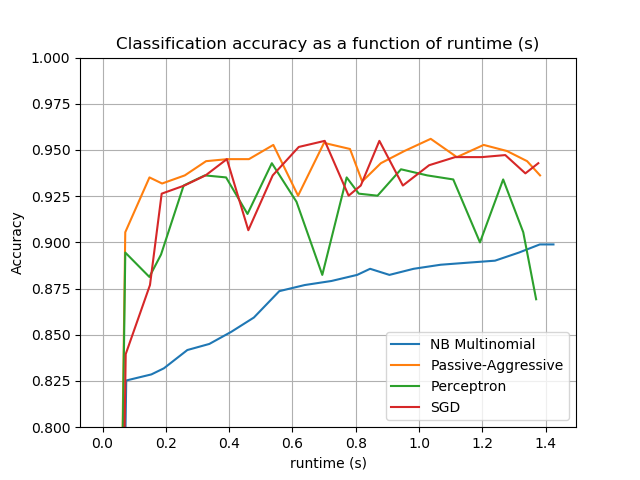 Classification accuracy as a function of runtime (s)
1.000
0.975
0.950
0.925
0.900
0.875
0.850
0.825
0.800
Accuracy
NB Multinomial
Passive-Aggressive
Perceptron
SGD
0.0 0.2 0.4 0.6 0.8 1.0 1.2 1.4
runtime (s)